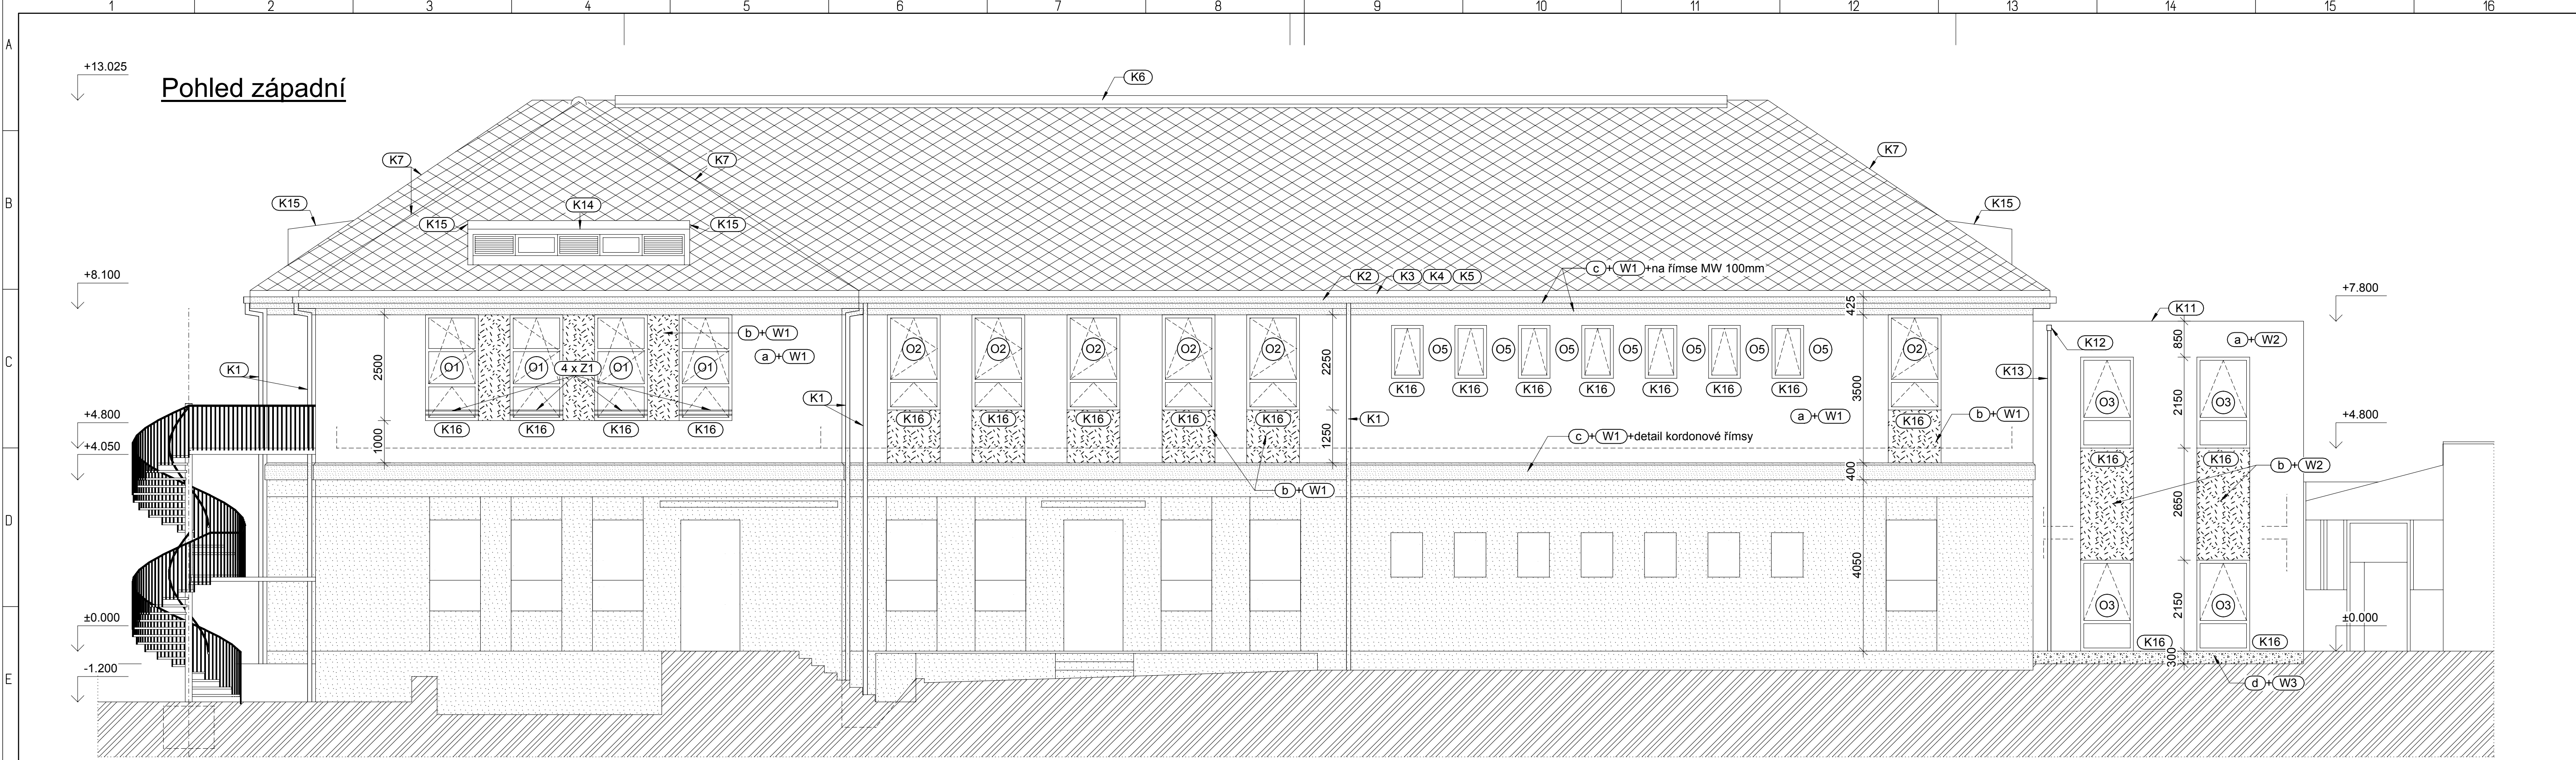 1 2 3 4 5 6 7 8 9 10 11 12 13 14 15 16
A
B
C
D
E
Pohled západní
+13.025
+8.100
+4.800
+4.050
±0.000
-1.200
K6
K7
K7
K7
K15
K14
K15
K15
K15
K2
K3 K4 K5
c+W1+na římse MW 100mm
425
+7.800
K11
K1
2500
O1 O1 O1 O1
4 x Z1
K16 K16 K16 K16
1000
b+W1
a+W1
K1
O2 O2 O2 O2 O2
K16 K16 K16 K16 K16
2250
1250
K1
b+W1
O5 O5 O5 O5 O5 O5 O5
K16 K16 K16 K16 K16 K16 K16
a+W1
c+W1+detail kordonové římsy
3500
400
4050
O2
K16
b+W1
K12
K13
850
a+W2
O3 O3
2150
K16 K16
b+W2
2650
O3 O3
2150
K16 K16
300
d+W3
+4.800
±0.000